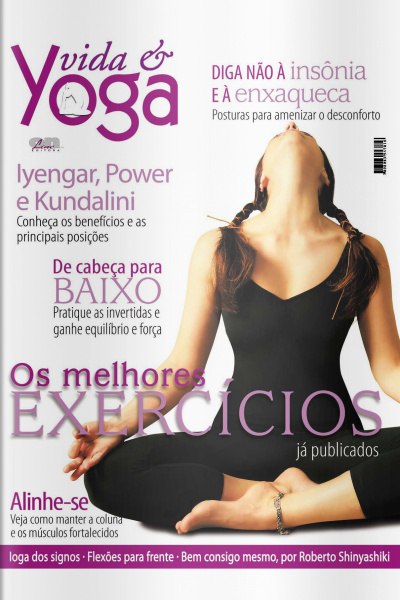 vida &
Yoga
DIGA NÃO À insônia
E À enxaqueca
Posturas para amenizar o desconforto
EDITORA
Iyengar, Power
e Kundalini
Conheça os benefícios e as
principais posições
De cabeça para
BAIXO
Pratique as invertidas e
ganhe equilíbrio e força
Os melhores
EXERCÍCIOS
já publicados
Alinhe-se
Veja como manter a coluna
e os músculos fortalecidos
Ioga dos signos · Flexões para frente · Bem consigo mesmo, por Roberto Shinyashiki